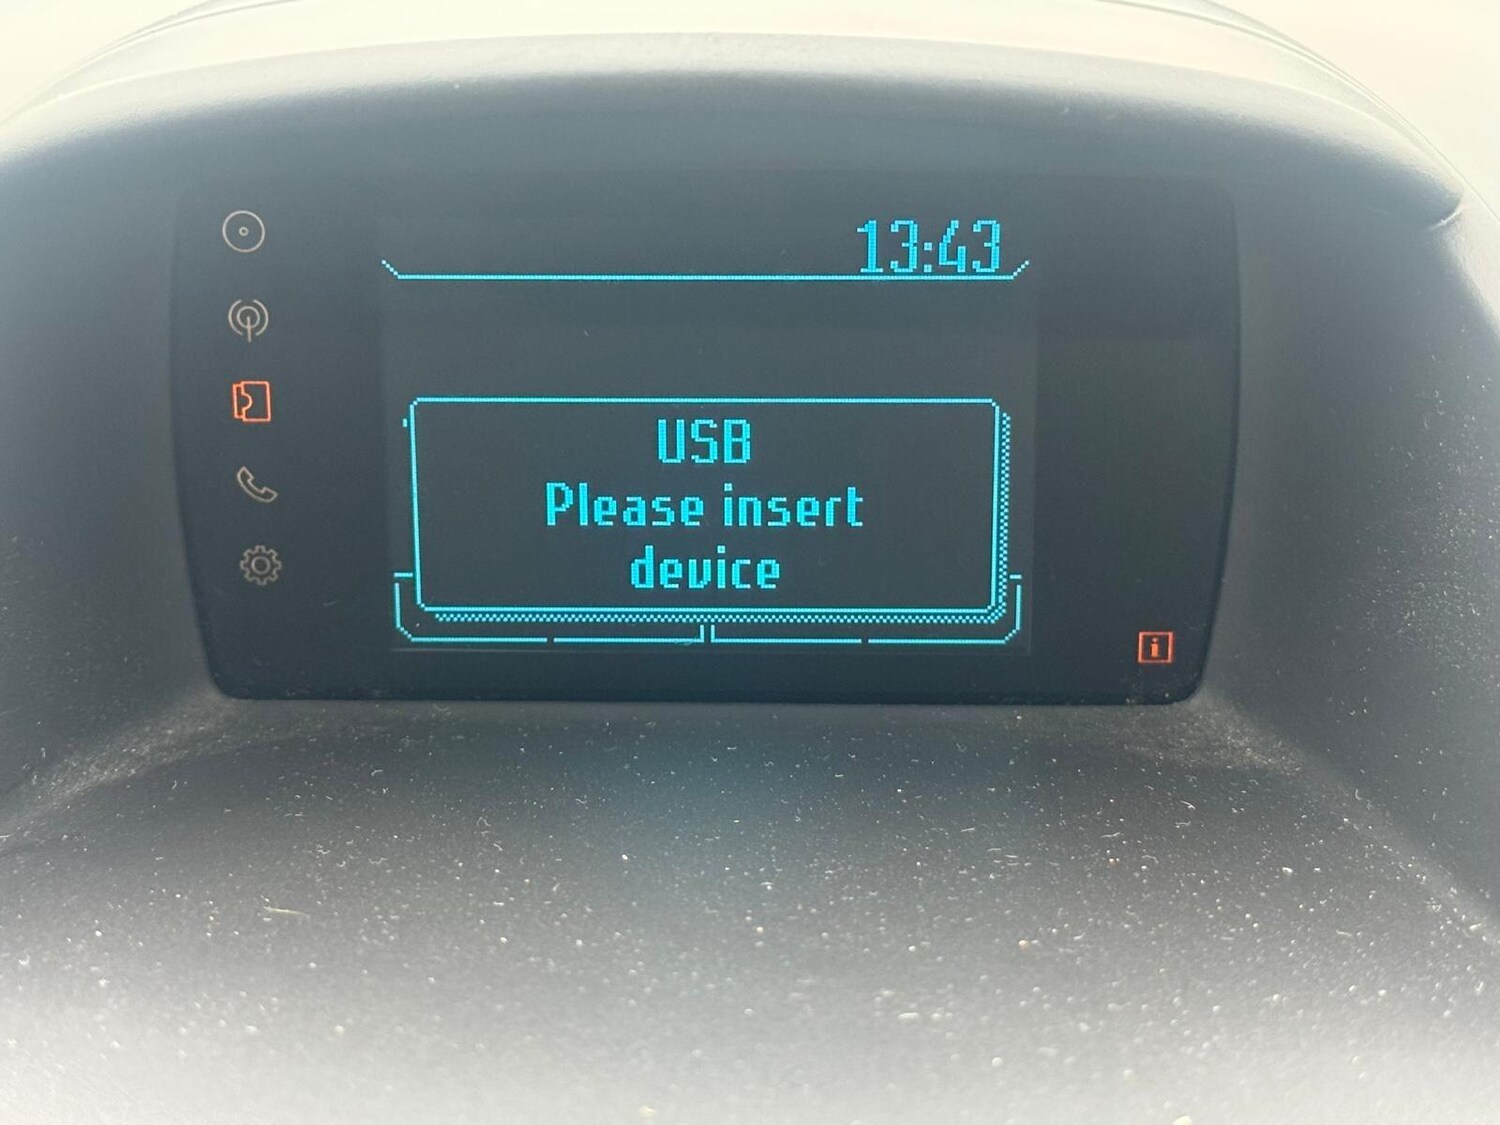 13:43
USB
Please insert
device
i